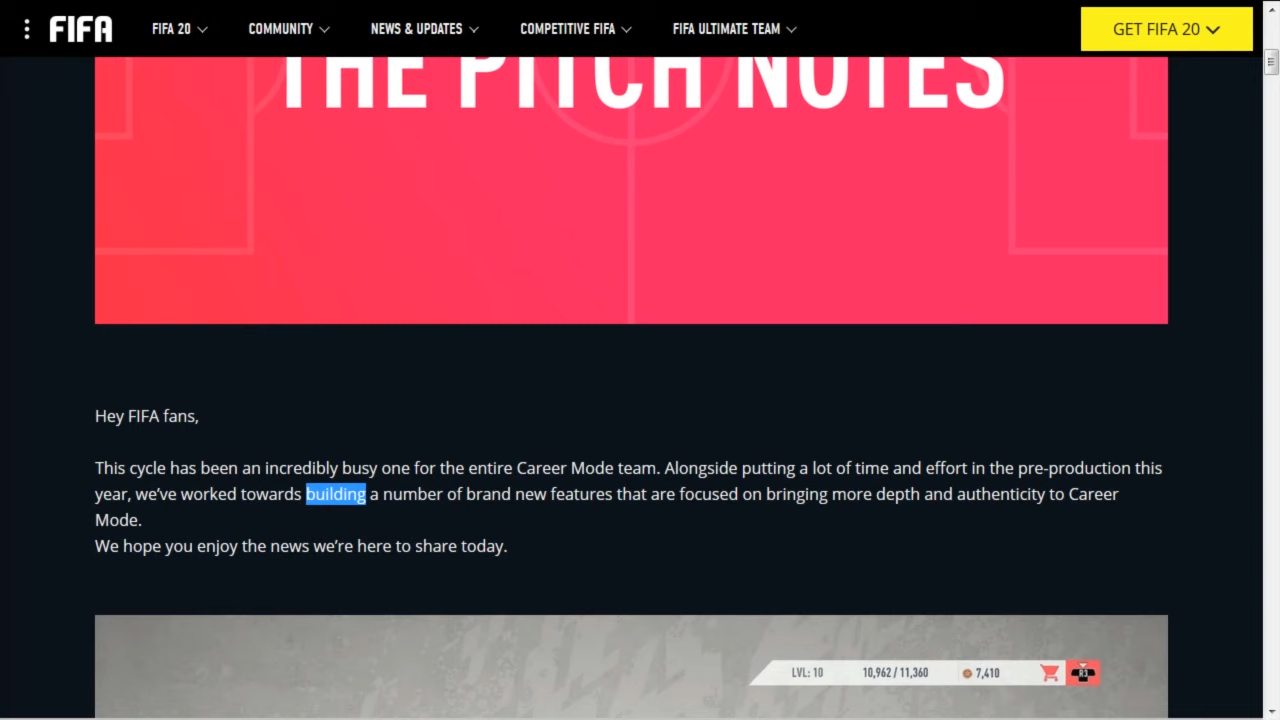 FIFA FIFA 20 COMMUNITY NEWS & UPDATES COMPETITIVE FIFA FIFA ULTIMATE TEAM GET FIFA 20
THE PITCH NOTES
Hey FIFA fans,
This cycle has been an incredibly busy one for the entire Career Mode team. Alongside putting a lot of time and effort in the pre-production this
year, we’ve worked towards building a number of brand new features that are focused on bringing more depth and authenticity to Career
Mode.
We hope you enjoy the news we’re here to share today.
LVL: 10 10,962 / 11,360 7,410 R3